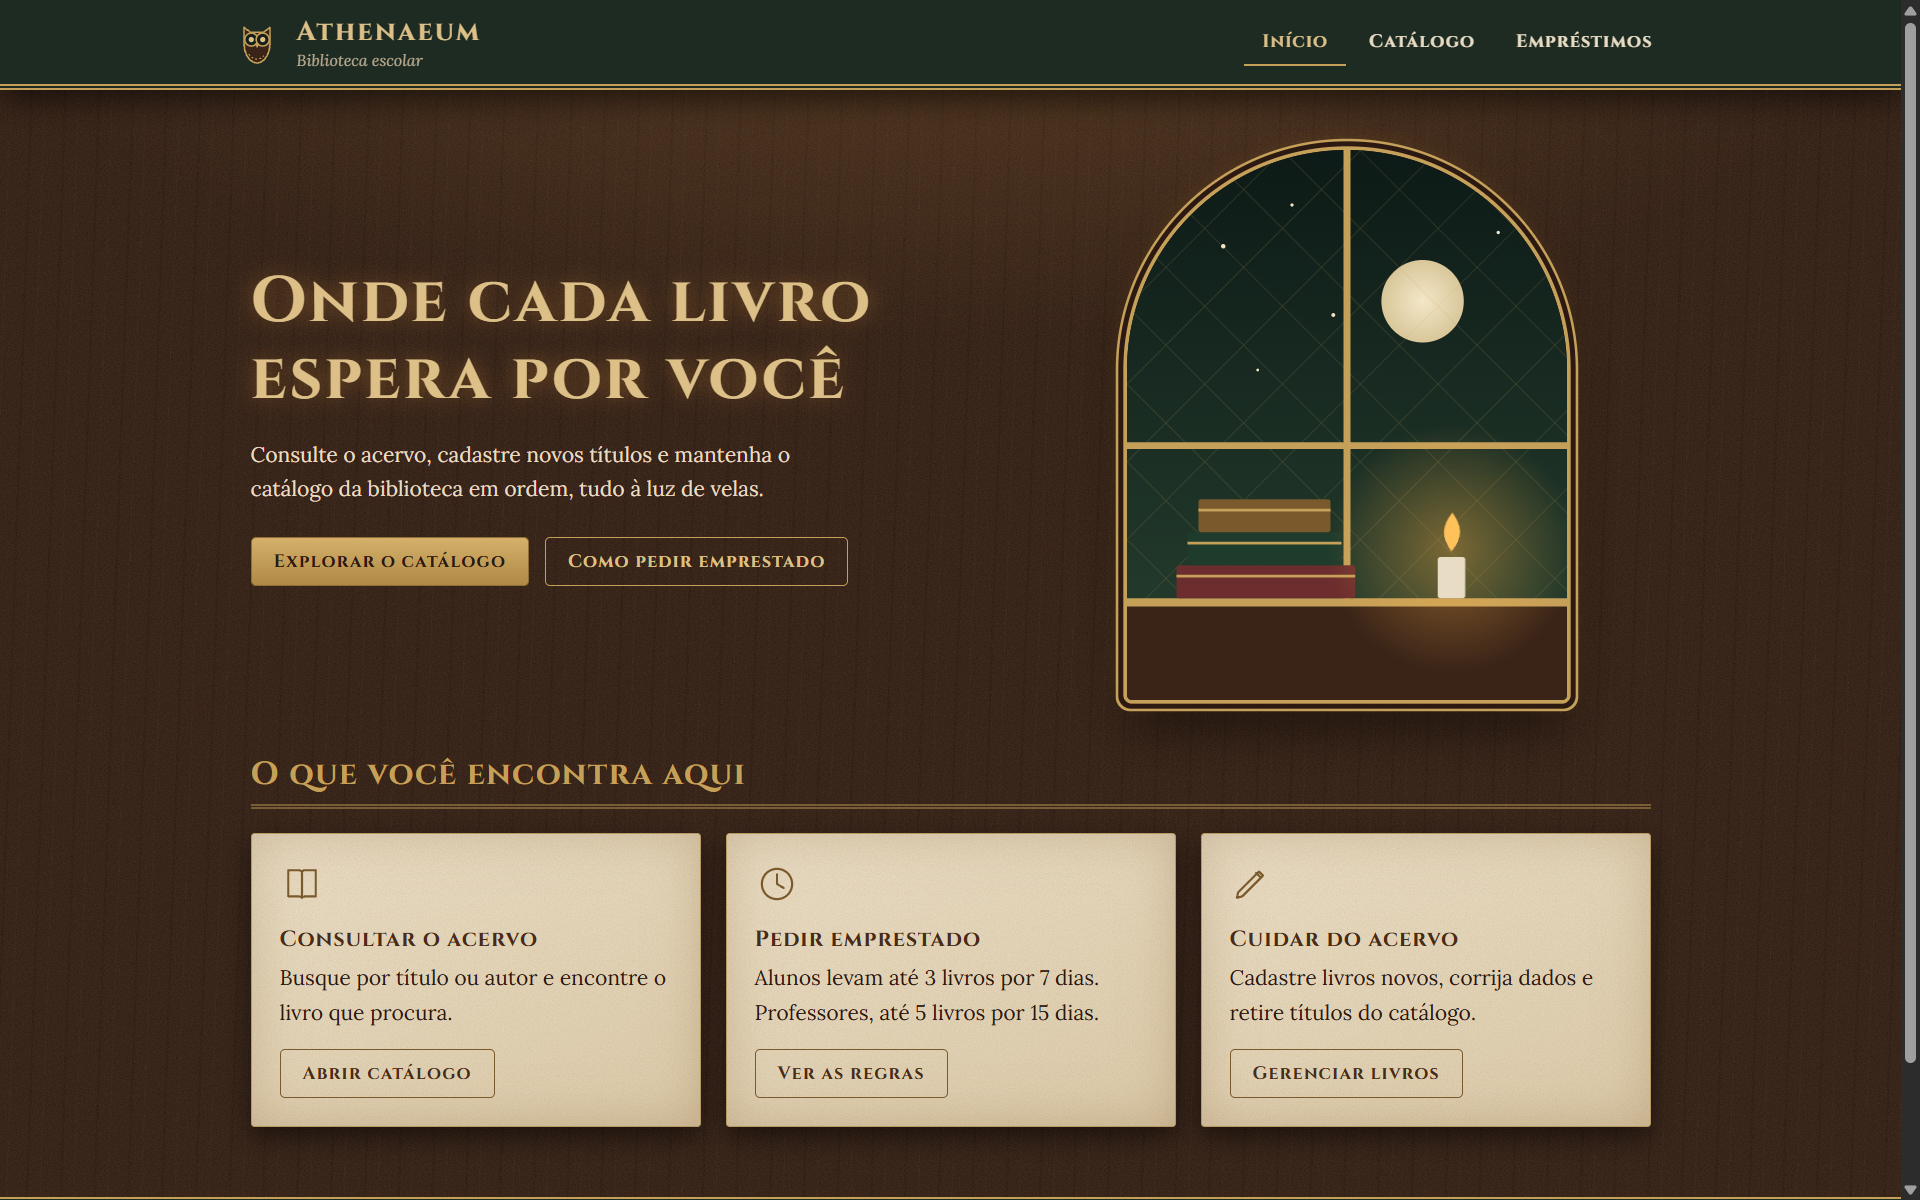 Athenaeum
Biblioteca escolar
Início
Catálogo
Empréstimos
Onde cada livro
espera por você
Consulte o acervo, cadastre novos títulos e mantenha o
catálogo da biblioteca em ordem, tudo à luz de velas.
Explorar o catálogo
Como pedir emprestado
O que você encontra aqui
Consultar o acervo
Busque por título ou autor e encontre o
livro que procura.
Abrir catálogo
Pedir emprestado
Alunos levam até 3 livros por 7 dias.
Professores, até 5 livros por 15 dias.
Ver as regras
Cuidar do acervo
Cadastre livros novos, corrija dados e
retire títulos do catálogo.
Gerenciar livros